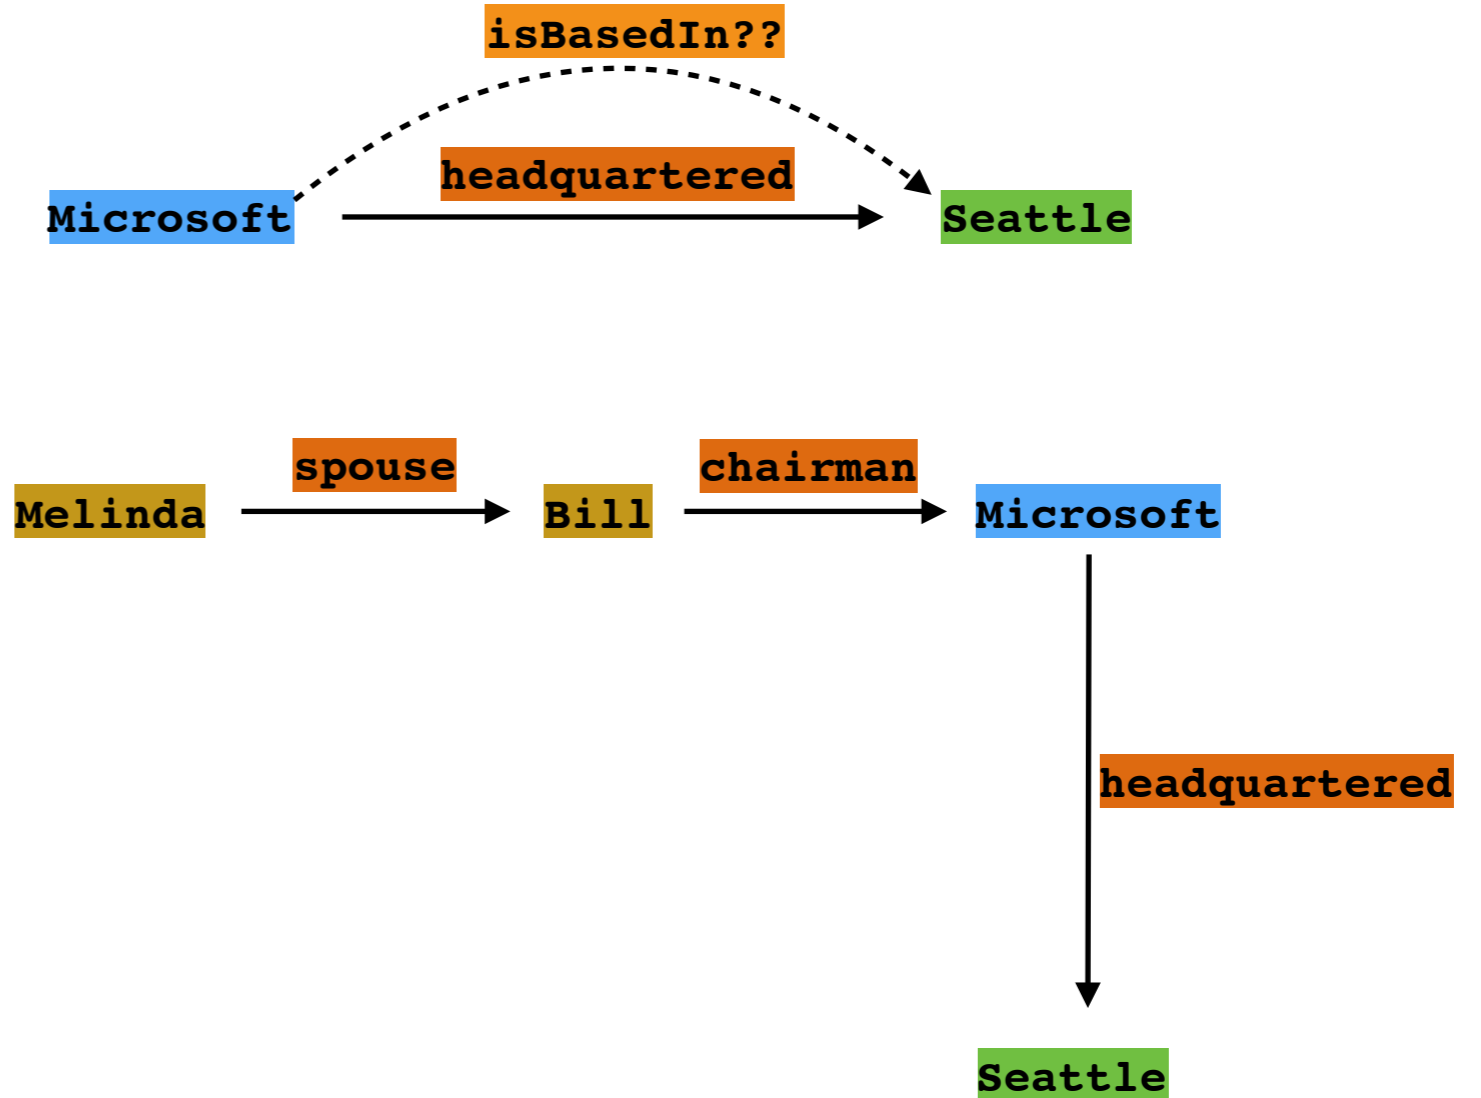 isBasedIn??
headquartered
Microsoft
Seattle
spouse
chairman
Melinda
Bill
Microsoft
headquartered
Seattle